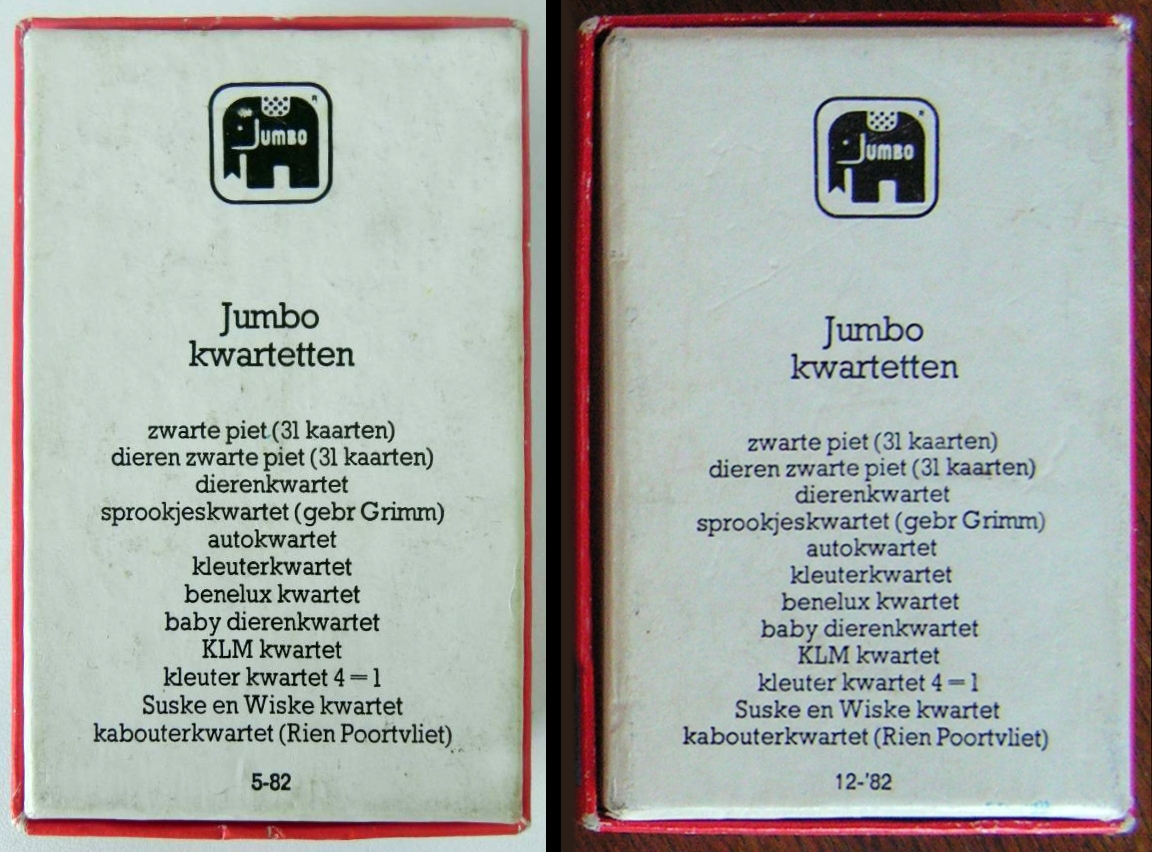 Jumbo
Jumbo
kwartetten
zwarte piet (31 kaarten)
dieren zwarte piet (31 kaarten)
dierenkwartet
sprookjeskwartet (gebr Grimm)
autokwartet
kleuterkwartet
benelux kwartet
baby dierenkwartet
KLM kwartet
kleuter kwartet 4 = 1
Suske en Wiske kwartet
kabouterkwartet (Rien Poortvliet)
5-82
Jumbo
Jumbo
kwartetten
zwarte piet (31 kaarten)
dieren zwarte piet (31 kaarten)
dierenkwartet
sprookjeskwartet (gebr Grimm)
autokwartet
kleuterkwartet
benelux kwartet
baby dierenkwartet
KLM kwartet
kleuter kwartet 4 = 1
Suske en Wiske kwartet
kabouterkwartet (Rien Poortvliet)
12-'82